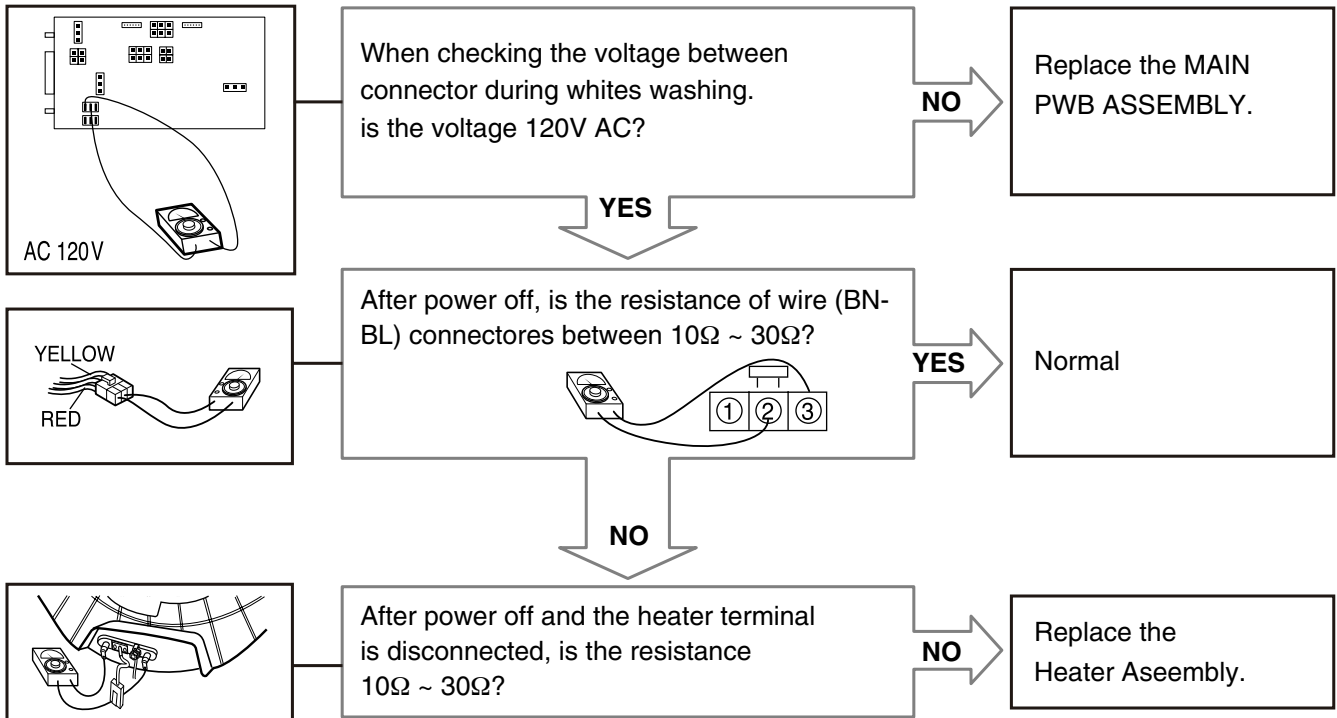 AC 120V
When checking the voltage between
connector during whites washing.
is the voltage 120V AC?
NO
Replace the MAIN
PWB ASSEMBLY.
YES
YELLOW
RED
After power off, is the resistance of wire (BN-
BL) connectores between 10Ω ~ 30Ω?
① ② ③
YES
Normal
NO
After power off and the heater terminal
is disconnected, is the resistance
10Ω ~ 30Ω?
NO
Replace the
Heater Aseembly.